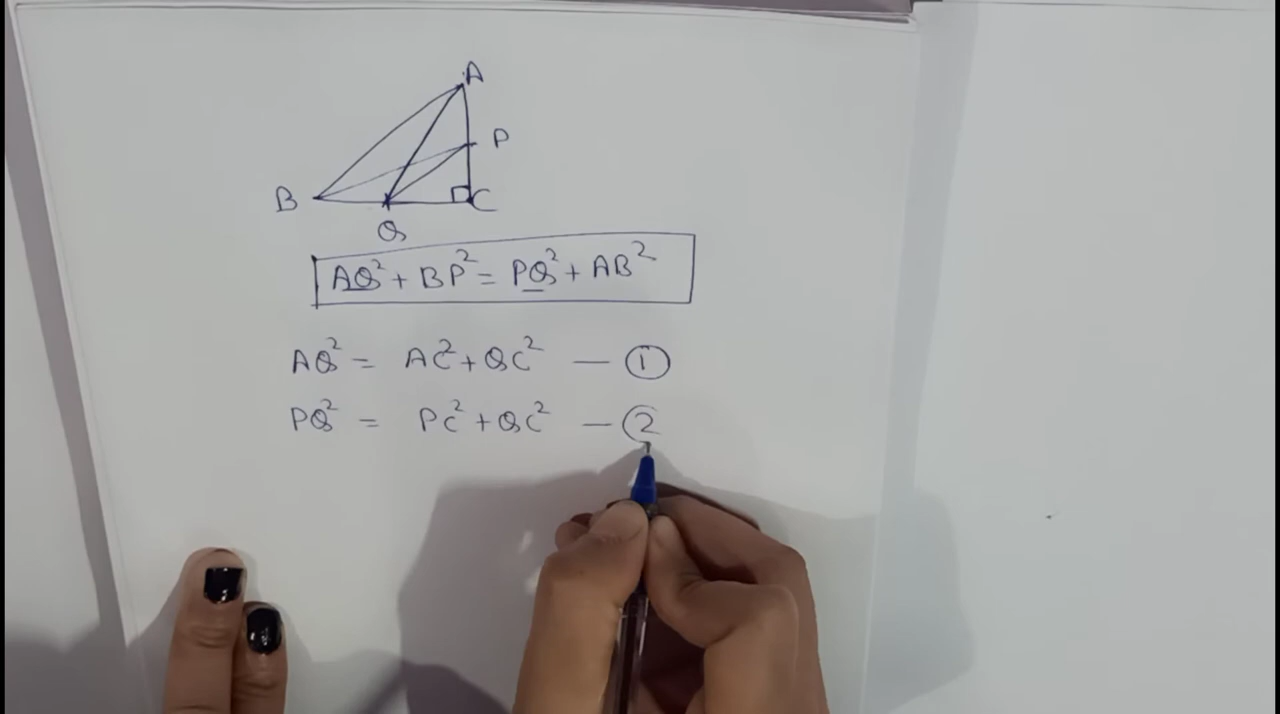 A
P
B
C
Q
AQ² + BP² = PQ² + AB²
AQ² = AC² + QC² — ①
PQ² = PC² + QC² — ②